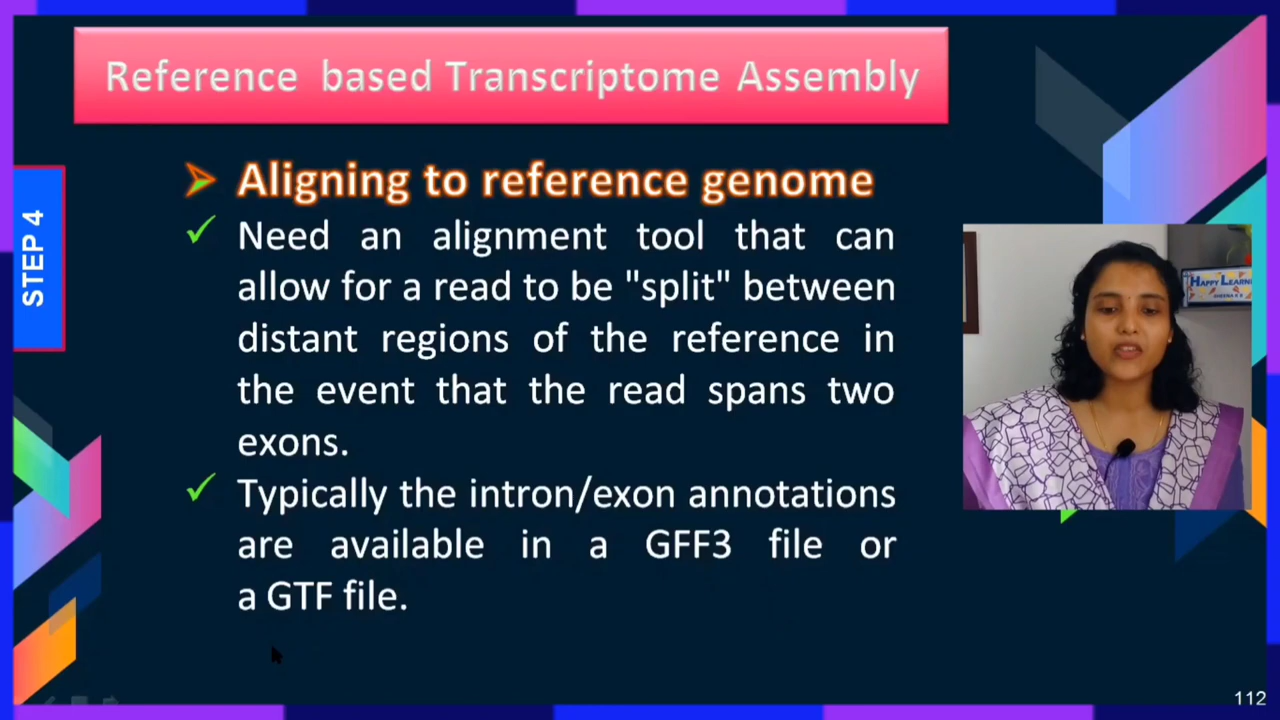 Reference based Transcriptome Assembly
STEP 4
Aligning to reference genome
Need an alignment tool that can
allow for a read to be "split" between
distant regions of the reference in
the event that the read spans two
exons.
Typically the intron/exon annotations
are available in a GFF3 file or
a GTF file.
HAPPY LEARN
112